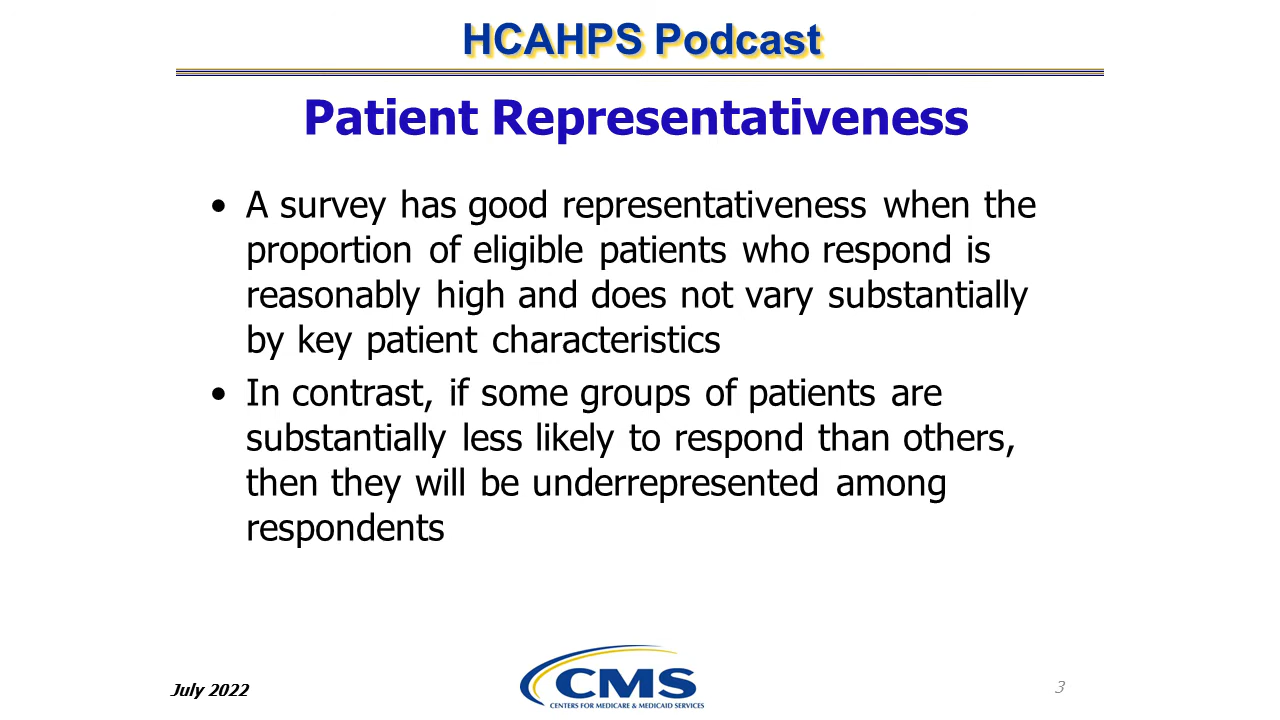 HCAHPS Podcast
Patient Representativeness
• A survey has good representativeness when the
proportion of eligible patients who respond is
reasonably high and does not vary substantially
by key patient characteristics
• In contrast, if some groups of patients are
substantially less likely to respond than others,
then they will be underrepresented among
respondents
July 2022
CMS
CENTERS FOR MEDICARE & MEDICAID SERVICES
3